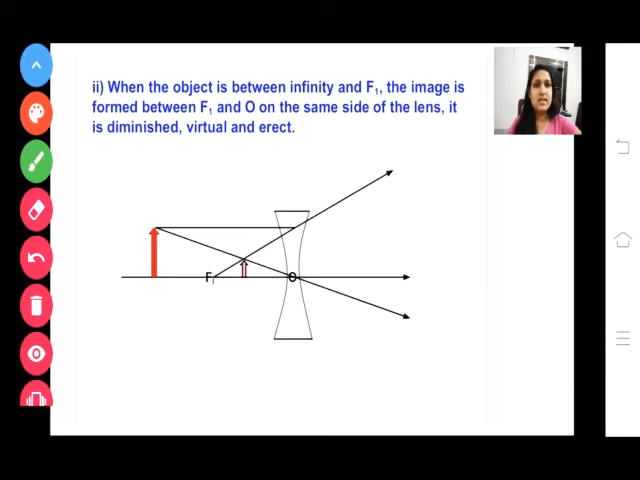 ii) When the object is between infinity and F₁, the image is
formed between F₁ and O on the same side of the lens, it
is diminished, virtual and erect.
F₁
O